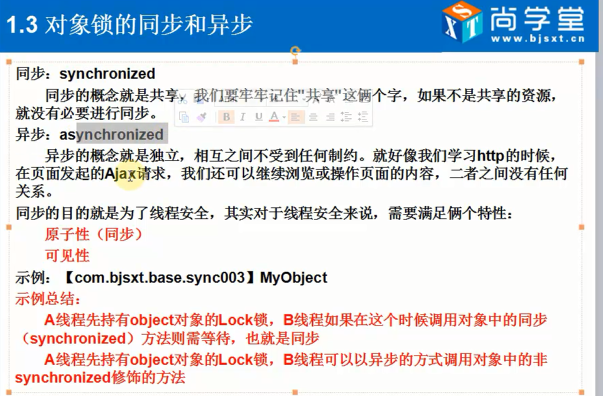 1.3 对象锁的同步和异步
尚学堂
www.bjsxt.cn
同步：synchronized
同步的概念就是共享，我们要牢牢记住"共享"这俩个字，如果不是共享的资源，
就没有必要进行同步。
异步：asynchronized
异步的概念就是独立，相互之间不受到任何制约。就好像我们学习http的时候，
在页面发起的Ajax请求，我们还可以继续浏览或操作页面的内容，二者之间没有任何
关系。
同步的目的就是为了线程安全，其实对于线程安全来说，需要满足俩个特性：
原子性（同步）
可见性
示例：【com.bjsxt.base.sync003】MyObject
示例总结：
A线程先持有object对象的Lock锁，B线程如果在这个时候调用对象中的同步
（synchronized）方法则需等待，也就是同步
A线程先持有object对象的Lock锁，B线程可以以异步的方式调用对象中的非
synchronized修饰的方法